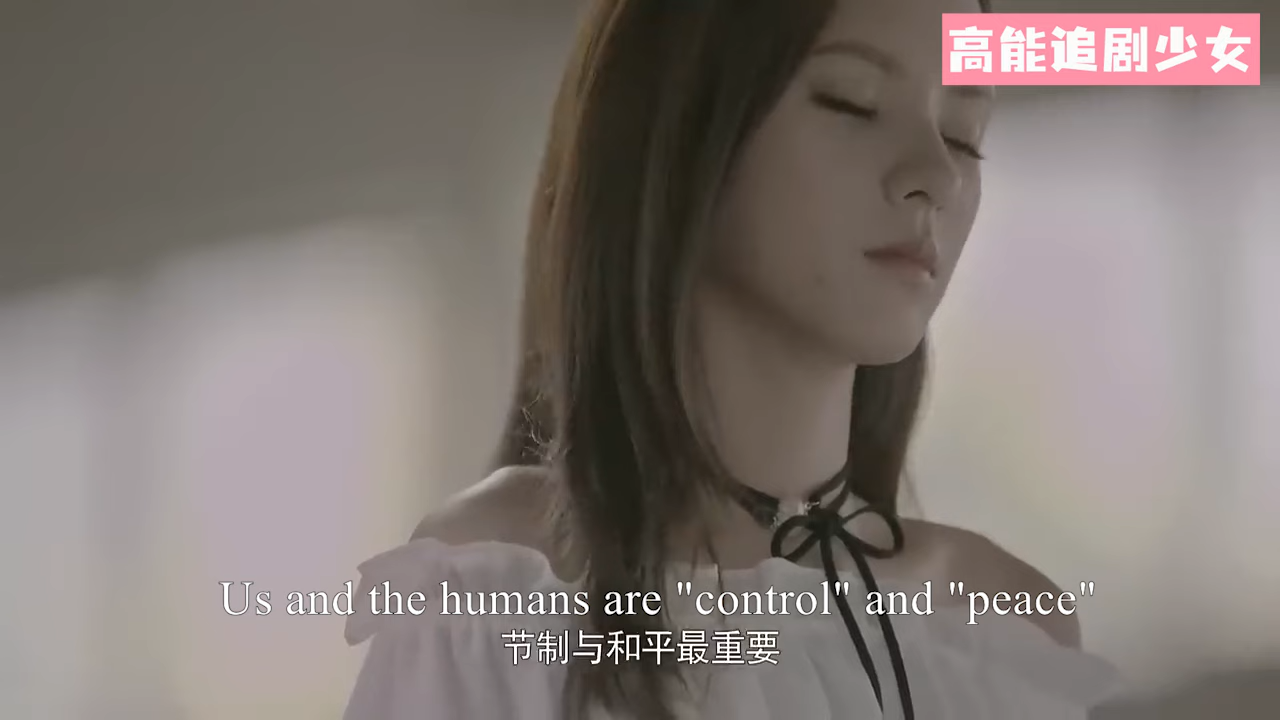 高能追剧少女
Us and the humans are "control" and "peace"
节制与和平最重要